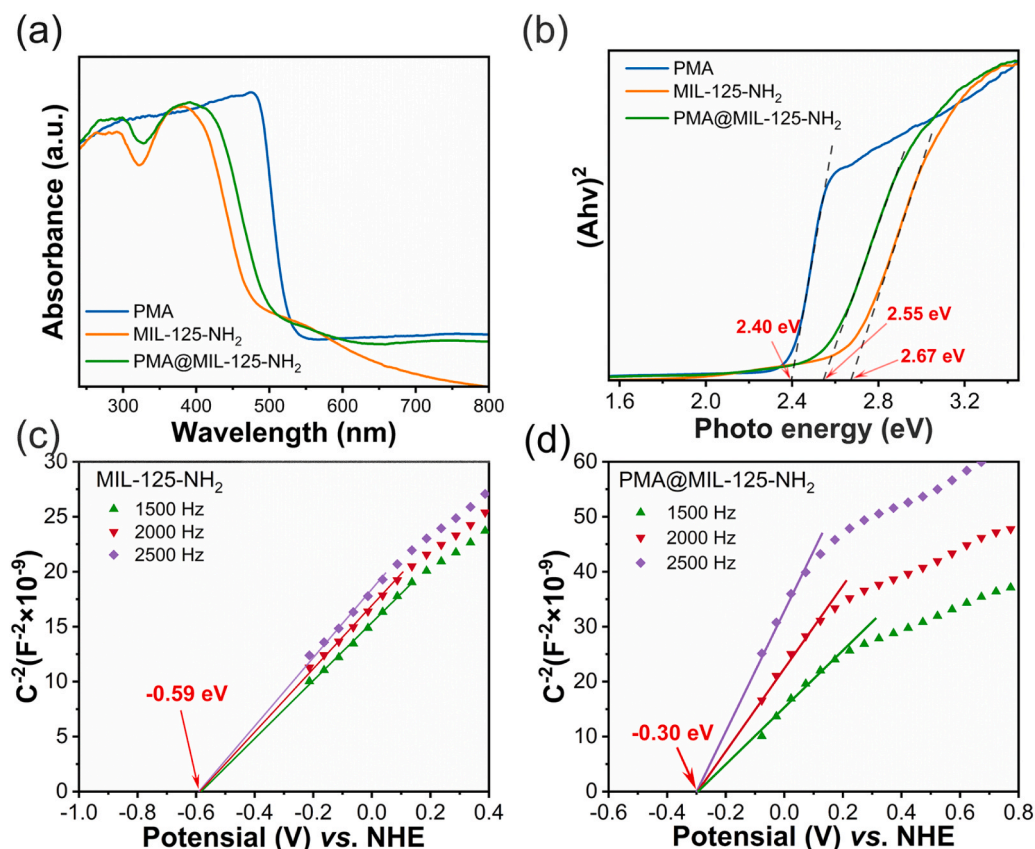 (a)
Absorbance (a.u.)
PMA
MIL-125-NH₂
PMA@MIL-125-NH₂
300 400 500 600 700 800
Wavelength (nm)
(b)
(Ahv)²
PMA
MIL-125-NH₂
PMA@MIL-125-NH₂
2.40 eV
2.55 eV
2.67 eV
1.6 2.0 2.4 2.8 3.2
Photo energy (eV)
(c)
C⁻²(F⁻²×10⁻⁹)
30
25
20
15
10
5
0
MIL-125-NH₂
1500 Hz
2000 Hz
2500 Hz
-0.59 eV
-1.0 -0.8 -0.6 -0.4 -0.2 0.0 0.2 0.4
Potensial (V) vs. NHE
(d)
C⁻²(F⁻²×10⁻⁹)
60
50
40
30
20
10
0
PMA@MIL-125-NH₂
1500 Hz
2000 Hz
2500 Hz
-0.30 eV
-0.6 -0.4 -0.2 0.0 0.2 0.4 0.6 0.8
Potensial (V) vs. NHE